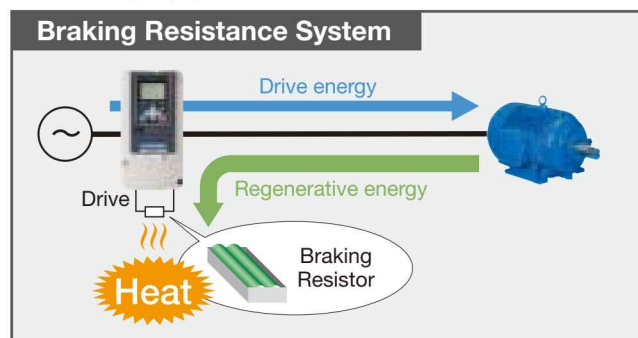 Braking Resistance System
Drive energy
Regenerative energy
Drive
Braking
Resistor
Heat